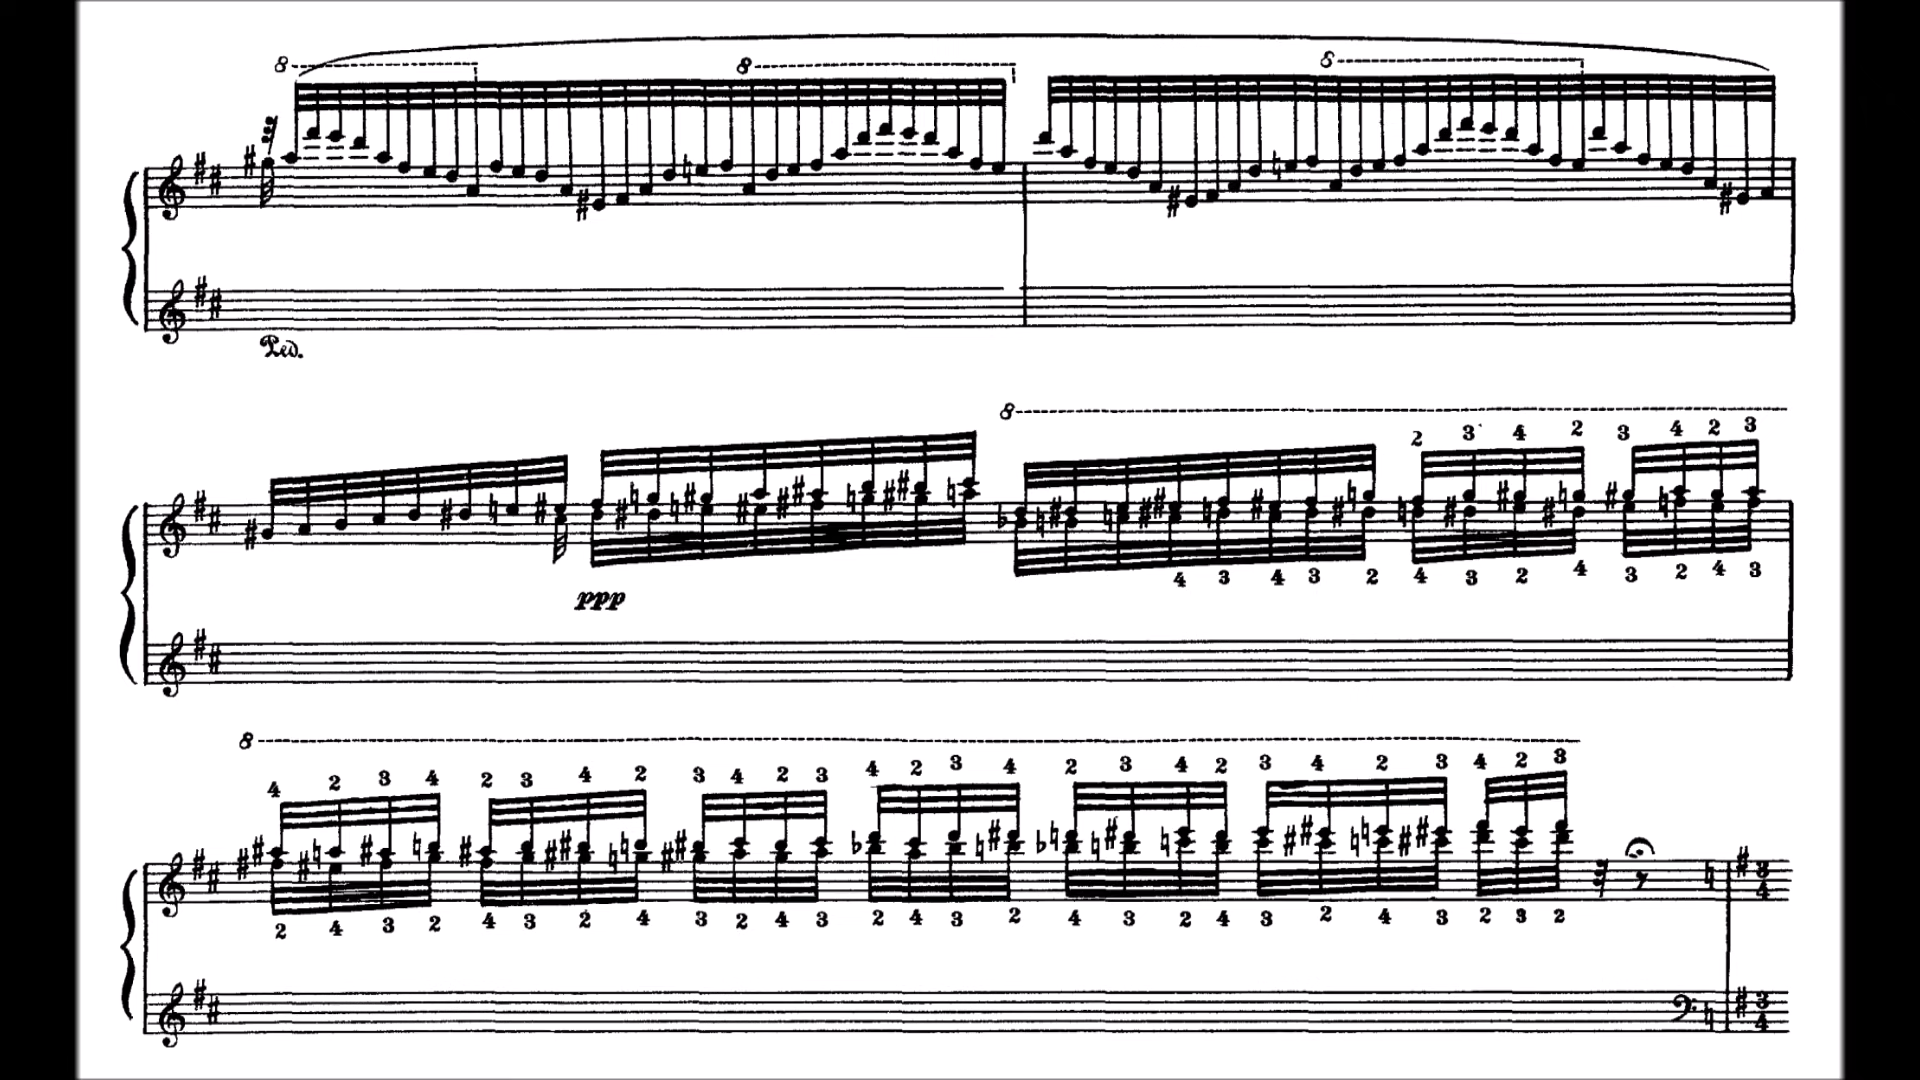 8 8 8
Ped.
8
2 3 4 2 3 4 2 3
4 3 4 3 2 4 3 2 4 3 2 4 3
ppp
8
4 2 3 4 2 3 4 2 3 4 2 3 4 2 3 4 2 3 4 2 3 4 2 3 4 2 3
3 4
2 4 3 2 4 3 2 4 3 2 4 3 2 4 3 2 4 3 2 4 3 2 4 3 2 3 2
3 4